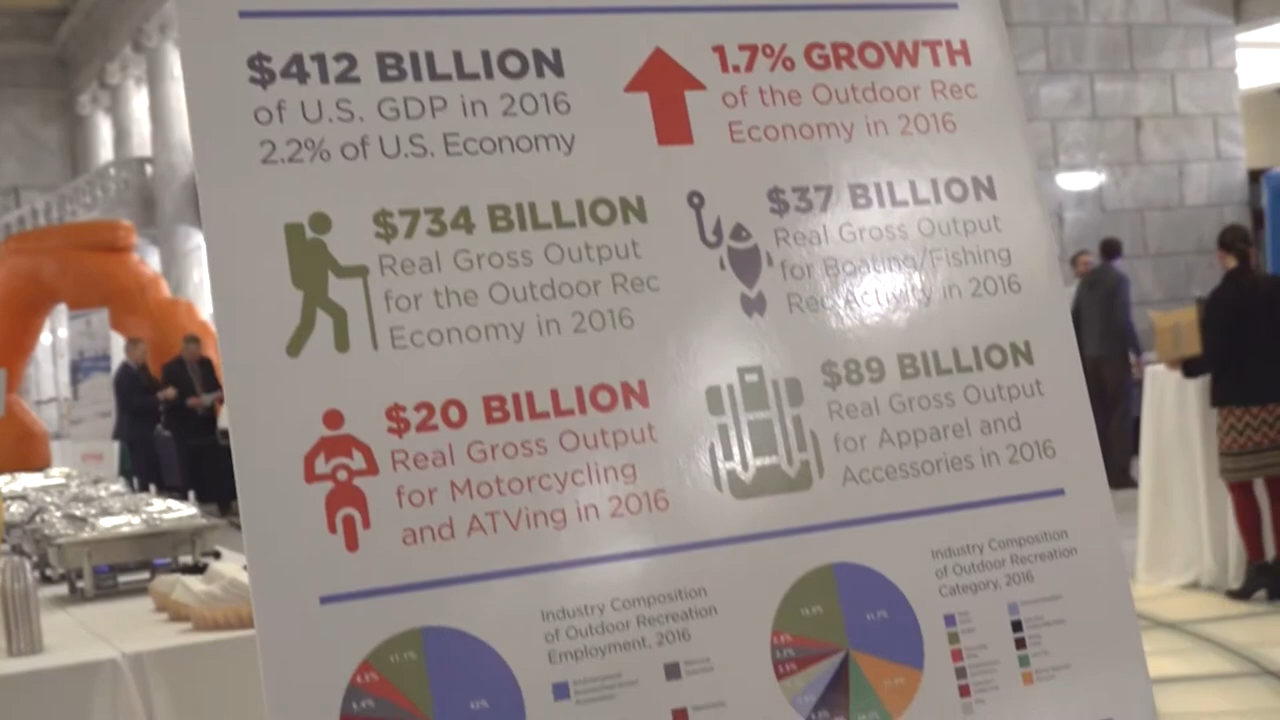 $412 BILLION
of U.S. GDP in 2016
2.2% of U.S. Economy
1.7% GROWTH
of the Outdoor Rec
Economy in 2016
$734 BILLION
Real Gross Output
for the Outdoor Rec
Economy in 2016
$37 BILLION
Real Gross Output
for Boating/Fishing
Rec Activity in 2016
$20 BILLION
Real Gross Output
for Motorcycling
and ATVing in 2016
$89 BILLION
Real Gross Output
for Apparel and
Accessories in 2016
Industry Composition
of Outdoor Recreation
Employment, 2016
Industry Composition
of Outdoor Recreation
Category, 2016